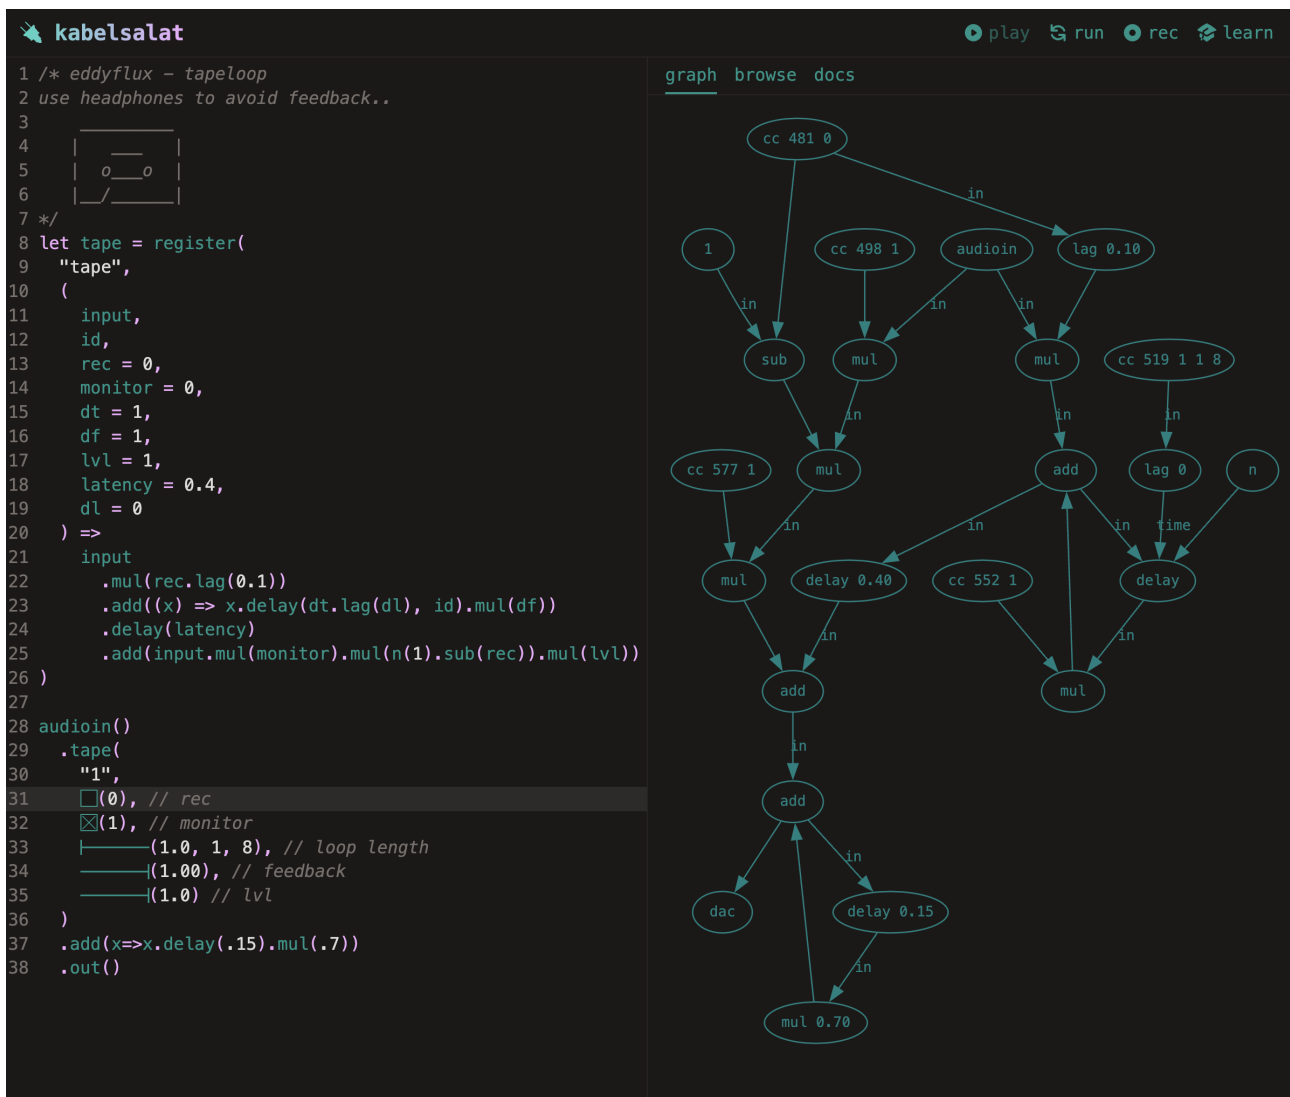 kabelsalat
play run rec learn
1 /* eddyflux – tapeloop
2 use headphones to avoid feedback..
3     _________
4    |   ___   |
5    |  o___o  |
6    |__/______|
7 */
8 let tape = register(
9   "tape",
10   (
11     input,
12     id,
13     rec = 0,
14     monitor = 0,
15     dt = 1,
16     df = 1,
17     lvl = 1,
18     latency = 0.4,
19     dl = 0
20   ) =>
21     input
22       .mul(rec.lag(0.1))
23       .add((x) => x.delay(dt.lag(dl), id).mul(df))
24       .delay(latency)
25       .add(input.mul(monitor).mul(n(1).sub(rec)).mul(lvl))
26 )
27
28 audioin()
29   .tape(
30     "1",
31     (0), // rec
32     (1), // monitor
33     (1.0, 1, 8), // loop length
34     (1.00), // feedback
35     (1.0) // lvl
36   )
37   .add(x=>x.delay(.15).mul(.7))
38   .out()
graph browse docs
cc 481 0
in
1
cc 498 1
audioin
lag 0.10
in
in
in
sub
mul
mul
cc 519 1 1 8
in
in
in
cc 577 1
mul
add
lag 0
n
in
in
in
time
mul
delay 0.40
cc 552 1
delay
in
in
add
mul
in
add
in
dac
delay 0.15
in
mul 0.70